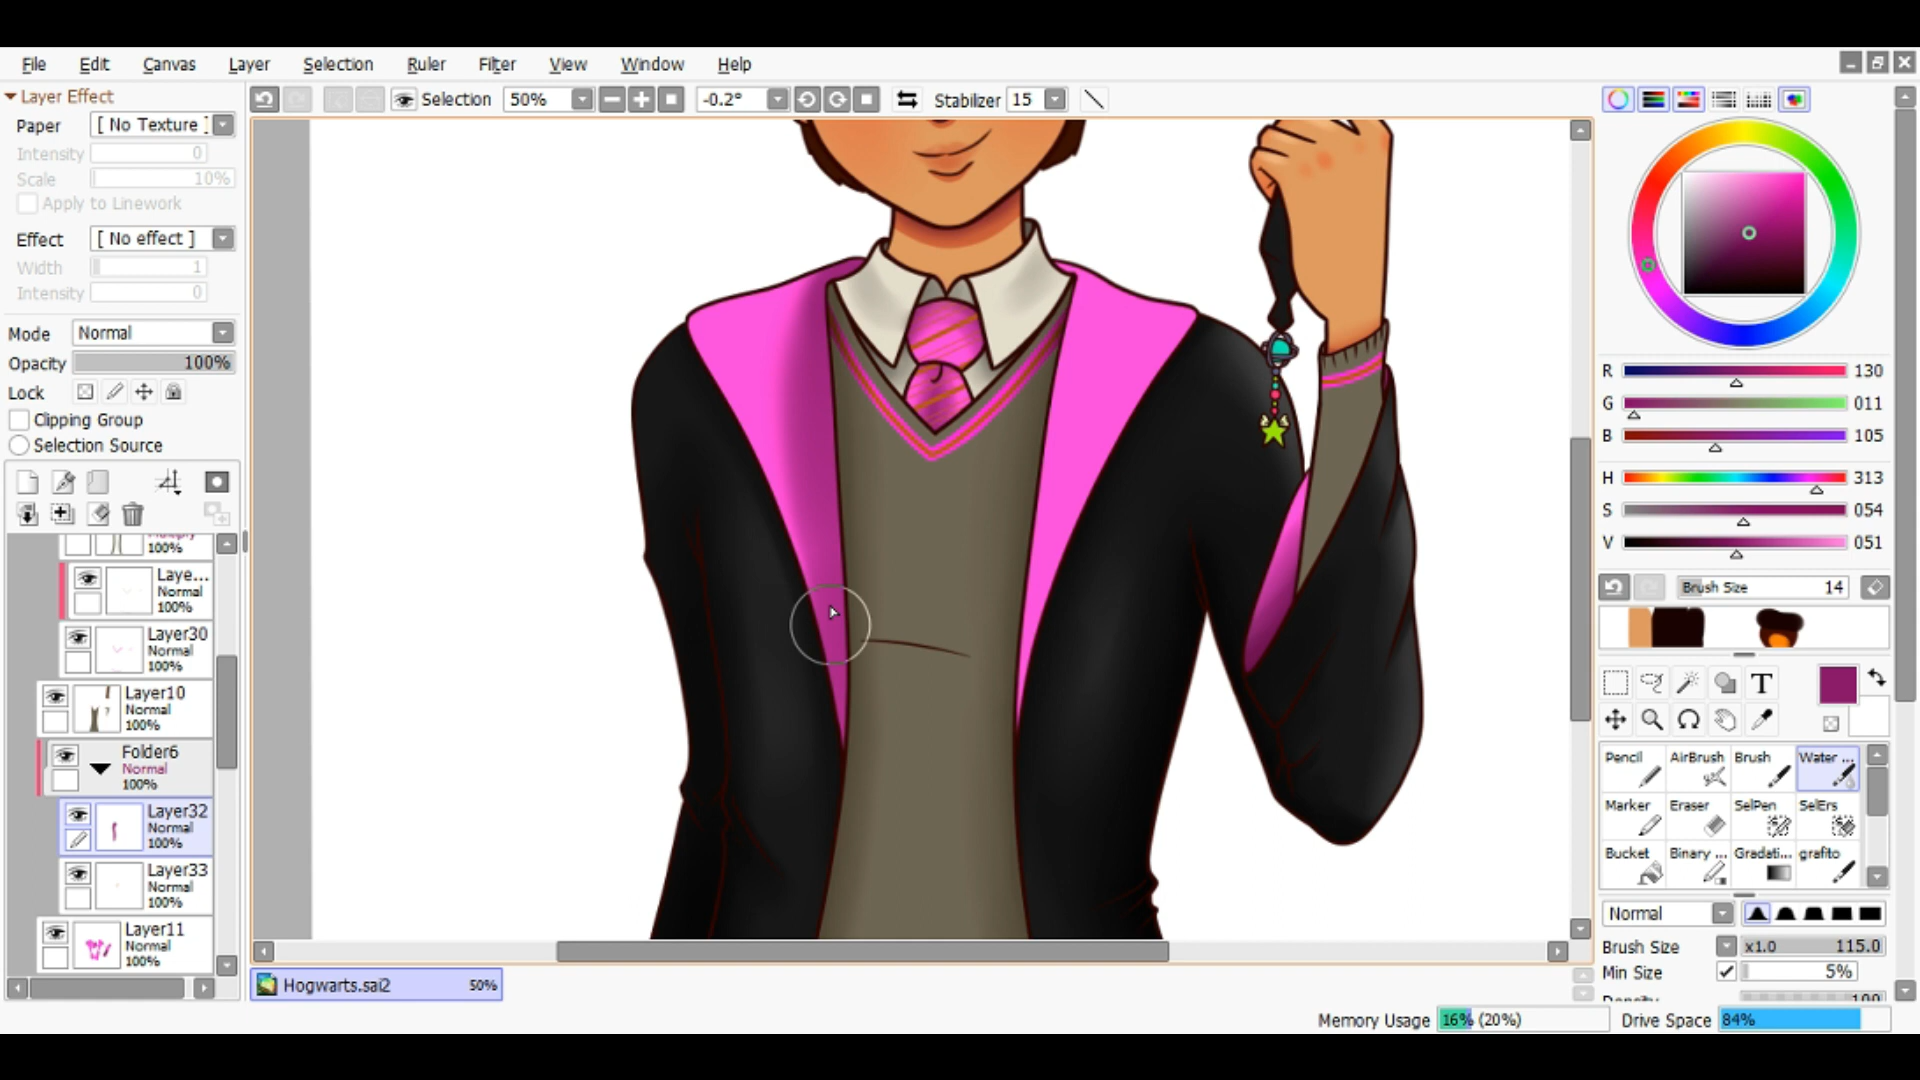 File Edit Canvas Layer Selection Ruler Filter View Window Help
Layer Effect
Paper [ No Texture ]
Intensity 0
Scale 10%
Apply to Linework
Effect [ No effect ]
Width 1
Intensity 0
Mode Normal
Opacity 100%
Lock
Clipping Group
Selection Source
100%
Laye...
Normal
100%
Layer30
Normal
100%
Layer10
Normal
100%
Folder6
Normal
100%
Layer32
Normal
100%
Layer33
Normal
100%
Layer11
Normal
100%
Selection 50% -0.2° Stabilizer 15
Hogwarts.sai2 50%
R 130
G 011
B 105
H 313
S 054
V 051
Brush Size 14
T
Pencil AirBrush Brush Water ...
Marker Eraser SelPen SelErs
Bucket Binary ... Gradati... grafito
Normal
Brush Size x1.0 115.0
Min Size 5%
Memory Usage 16% (20%) Drive Space 84%